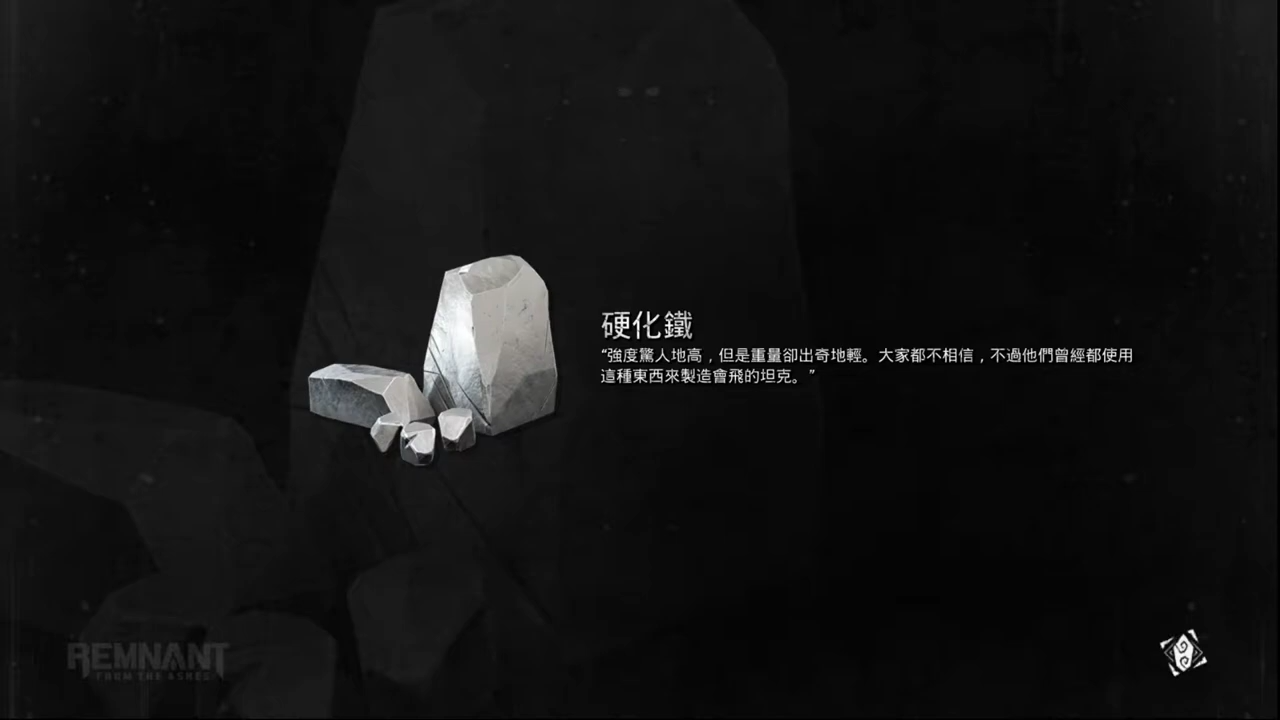 硬化鐵
“強度驚人地高，但是重量卻出奇地輕。大家都不相信，不過他們曾經都使用
這種東西來製造會飛的坦克。”
REMNANT
FROM THE ASHES